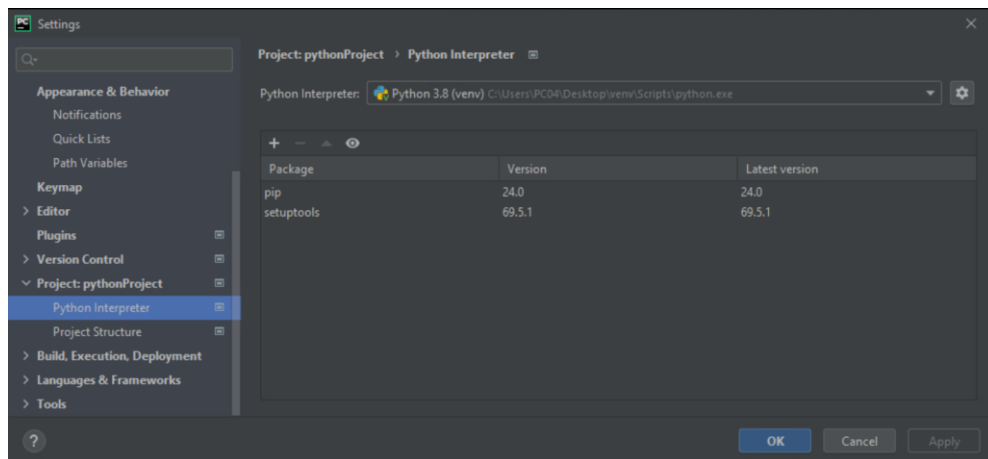 PC Settings
Project: pythonProject > Python Interpreter
Appearance & Behavior
Python Interpreter: Python 3.8 (venv) C:\Users\PC04\Desktop\venv\Scripts\python.exe
Notifications
Quick Lists
Path Variables
Keymap
Editor
Plugins
Version Control
Project: pythonProject
Python Interpreter
Project Structure
Build, Execution, Deployment
Languages & Frameworks
Tools
Package Version Latest version
pip 24.0 24.0
setuptools 69.5.1 69.5.1
? OK Cancel Apply